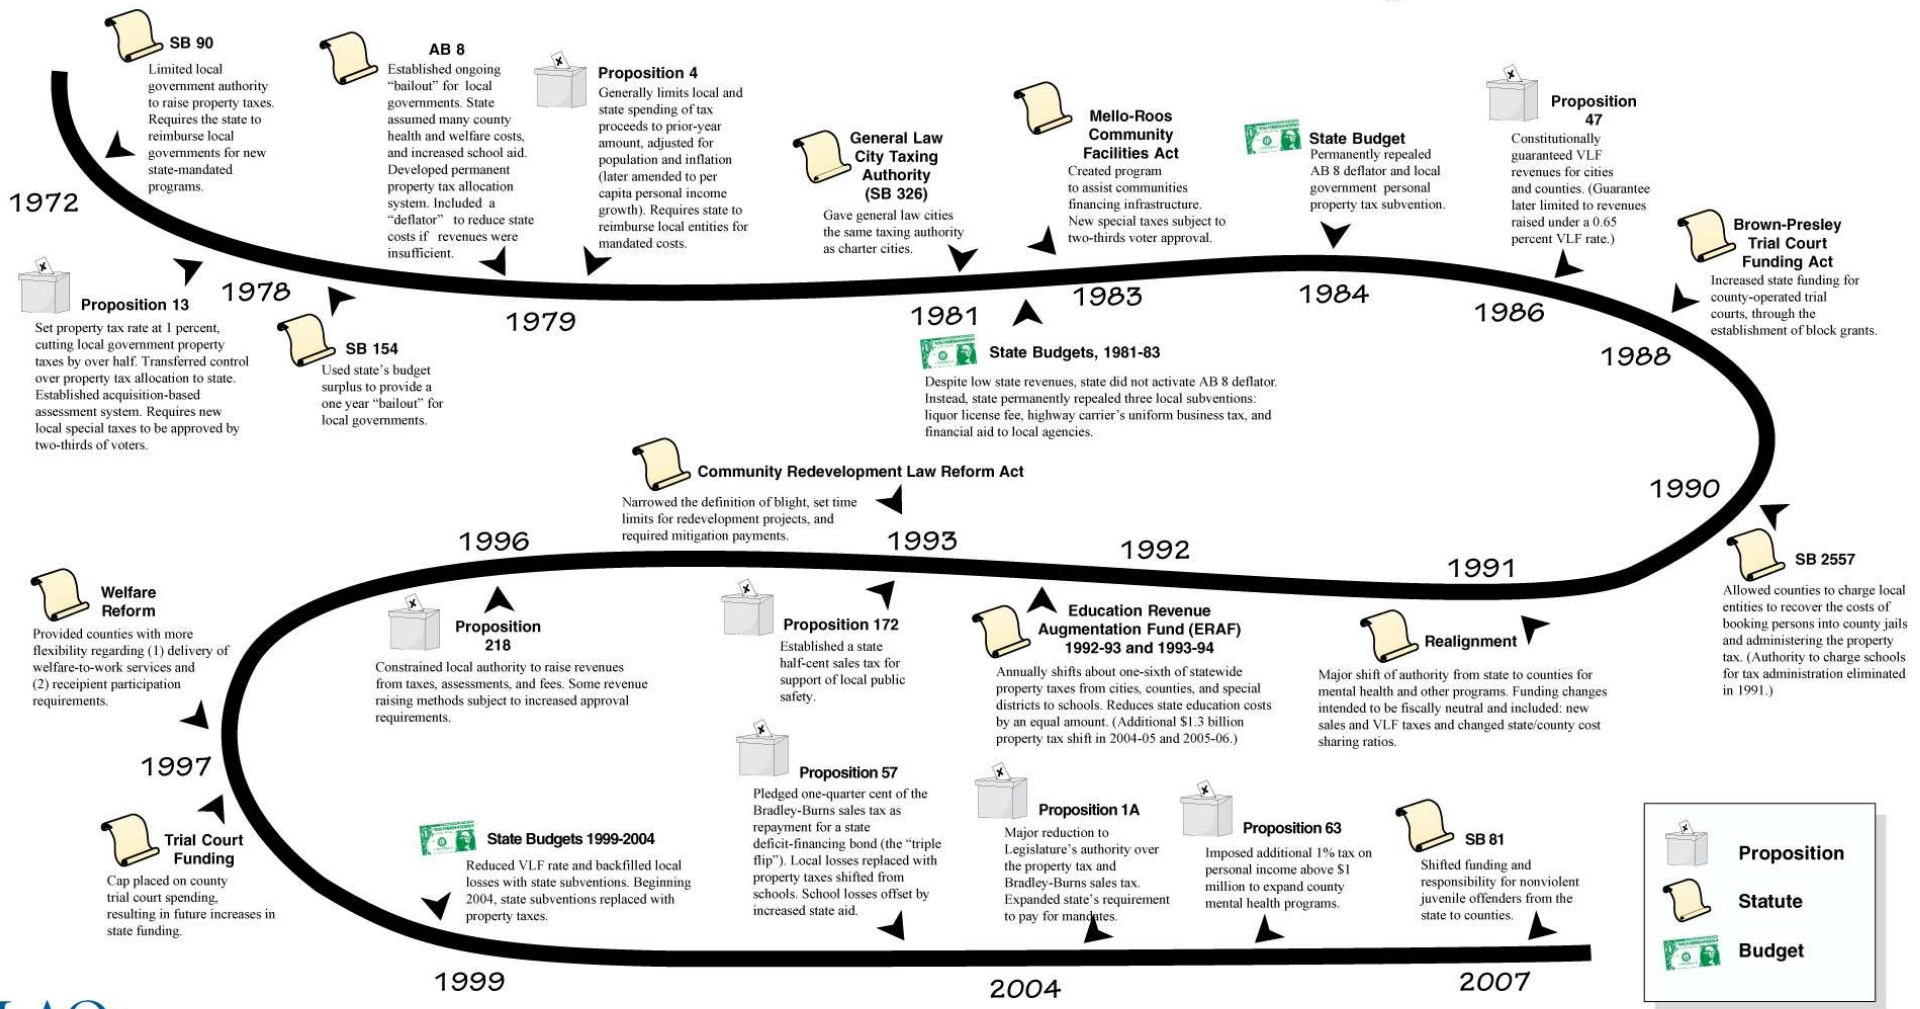 SB 90
Limited local
government authority
to raise property taxes.
Requires the state to
reimburse local
governments for new
state-mandated
programs.
1972
Proposition 13
Set property tax rate at 1 percent,
cutting local government property
taxes by over half. Transferred control
over property tax allocation to state.
Established acquisition-based
assessment system. Requires new
local special taxes to be approved by
two-thirds of voters.
1978
SB 154
Used state’s budget
surplus to provide a
one year “bailout” for
local governments.
AB 8
Established ongoing
“bailout” for local
governments. State
assumed many county
health and welfare costs,
and increased school aid.
Developed permanent
property tax allocation
system. Included a
“deflator” to reduce state
costs if revenues were
insufficient.
1979
Proposition 4
Generally limits local and
state spending of tax
proceeds to prior-year
amount, adjusted for
population and inflation
(later amended to per
capita personal income
growth). Requires state to
reimburse local entities for
mandated costs.
General Law
City Taxing
Authority
(SB 326)
Gave general law cities
the same taxing authority
as charter cities.
1981
State Budgets, 1981-83
Despite low state revenues, state did not activate AB 8 deflator.
Instead, state permanently repealed three local subventions:
liquor license fee, highway carrier’s uniform business tax, and
financial aid to local agencies.
Mello-Roos
Community
Facilities Act
Created program
to assist communities
financing infrastructure.
New special taxes subject to
two-thirds voter approval.
1983
State Budget
Permanently repealed
AB 8 deflator and local
government personal
property tax subvention.
1984
Proposition
47
Constitutionally
guaranteed VLF
revenues for cities
and counties. (Guarantee
later limited to revenues
raised under a 0.65
percent VLF rate.)
1986
Brown-Presley
Trial Court
Funding Act
Increased state funding for
county-operated trial
courts, through the
establishment of block grants.
1988
1990
SB 2557
Allowed counties to charge local
entities to recover the costs of
booking persons into county jails
and administering the property
tax. (Authority to charge schools
for tax administration eliminated
in 1991.)
1991
Realignment
Major shift of authority from state to counties for
mental health and other programs. Funding changes
intended to be fiscally neutral and included: new
sales and VLF taxes and changed state/county cost
sharing ratios.
1992
Education Revenue
Augmentation Fund (ERAF)
1992-93 and 1993-94
Annually shifts about one-sixth of statewide
property taxes from cities, counties, and special
districts to schools. Reduces state education costs
by an equal amount. (Additional $1.3 billion
property tax shift in 2004-05 and 2005-06.)
Community Redevelopment Law Reform Act
Narrowed the definition of blight, set time
limits for redevelopment projects, and
required mitigation payments.
1993
Proposition 172
Established a state
half-cent sales tax for
support of local public
safety.
1996
Proposition
218
Constrained local authority to raise revenues
from taxes, assessments, and fees. Some revenue
raising methods subject to increased approval
requirements.
Welfare
Reform
Provided counties with more
flexibility regarding (1) delivery of
welfare-to-work services and
(2) receipient participation
requirements.
1997
Trial Court
Funding
Cap placed on county
trial court spending,
resulting in future increases in
state funding.
State Budgets 1999-2004
Reduced VLF rate and backfilled local
losses with state subventions. Beginning
2004, state subventions replaced with
property taxes.
1999
Proposition 57
Pledged one-quarter cent of the
Bradley-Burns sales tax as
repayment for a state
deficit-financing bond (the “triple
flip”). Local losses replaced with
property taxes shifted from
schools. School losses offset by
increased state aid.
Proposition 1A
Major reduction to
Legislature’s authority over
the property tax and
Bradley-Burns sales tax.
Expanded state’s requirement
to pay for mandates.
2004
Proposition 63
Imposed additional 1% tax on
personal income above $1
million to expand county
mental health programs.
SB 81
Shifted funding and
responsibility for nonviolent
juvenile offenders from the
state to counties.
2007
Proposition
Statute
Budget